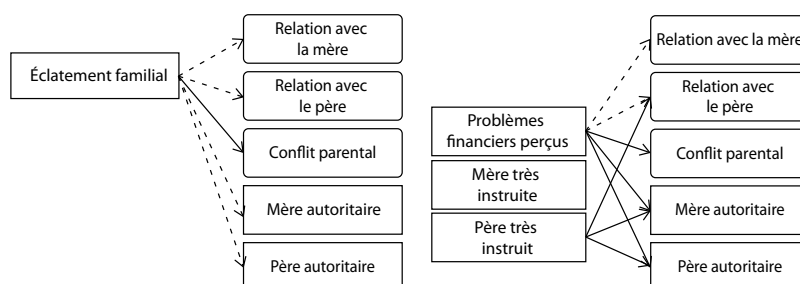 Éclatement familial
Relation avec
la mère
Relation avec
le père
Conflit parental
Mère autoritaire
Père autoritaire
Problèmes
financiers perçus
Mère très
instruite
Père très
instruit
Relation avec la mère
Relation avec
le père
Conflit parental
Mère autoritaire
Père autoritaire